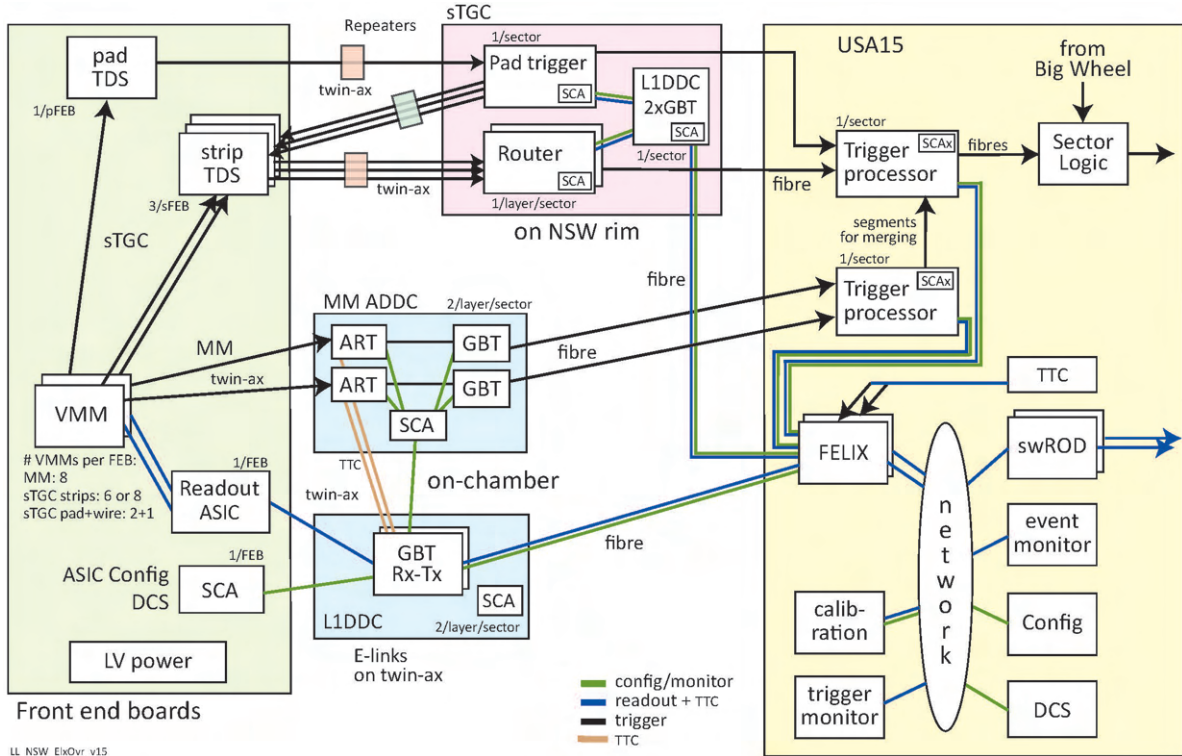 sTGC
Repeaters
USA15
pad
TDS
1/pFEB
twin-ax
1/sector
Pad trigger
SCA
L1DDC
2xGBT
SCA
1/sector
from
Big Wheel
strip
TDS
3/sFEB
twin-ax
Router
SCA
1/layer/sector
on NSW rim
fibre
1/sector
SCAx
Trigger
processor
fibres
Sector
Logic
segments
for merging
sTGC
fibre
1/sector
SCAx
Trigger
processor
MM ADDC
2/layer/sector
ART
GBT
ART
GBT
SCA
TTC
fibre
MM
twin-ax
VMM
# VMMs per FEB:
MM: 8
sTGC strips: 6 or 8
sTGC pad+wire: 2+1
1/FEB
Readout
ASIC
on-chamber
twin-ax
TTC
FELIX
swROD
network
event
monitor
1/FEB
ASIC Config
DCS
SCA
GBT
Rx-Tx
SCA
L1DDC
2/layer/sector
fibre
calib-
ration
Config
LV power
E-links
on twin-ax
trigger
monitor
DCS
Front end boards
config/monitor
readout + TTC
trigger
TTC
LL_NSW_ElxOvr_v15